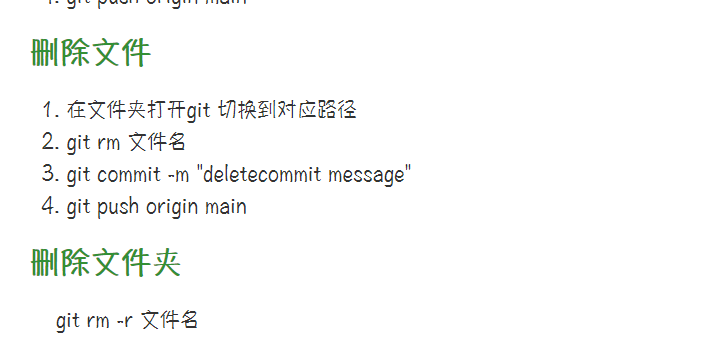 4. git push origin main
删除文件
1. 在文件夹打开git 切换到对应路径
2. git rm 文件名
3. git commit -m "deletecommit message"
4. git push origin main
删除文件夹
git rm -r 文件名